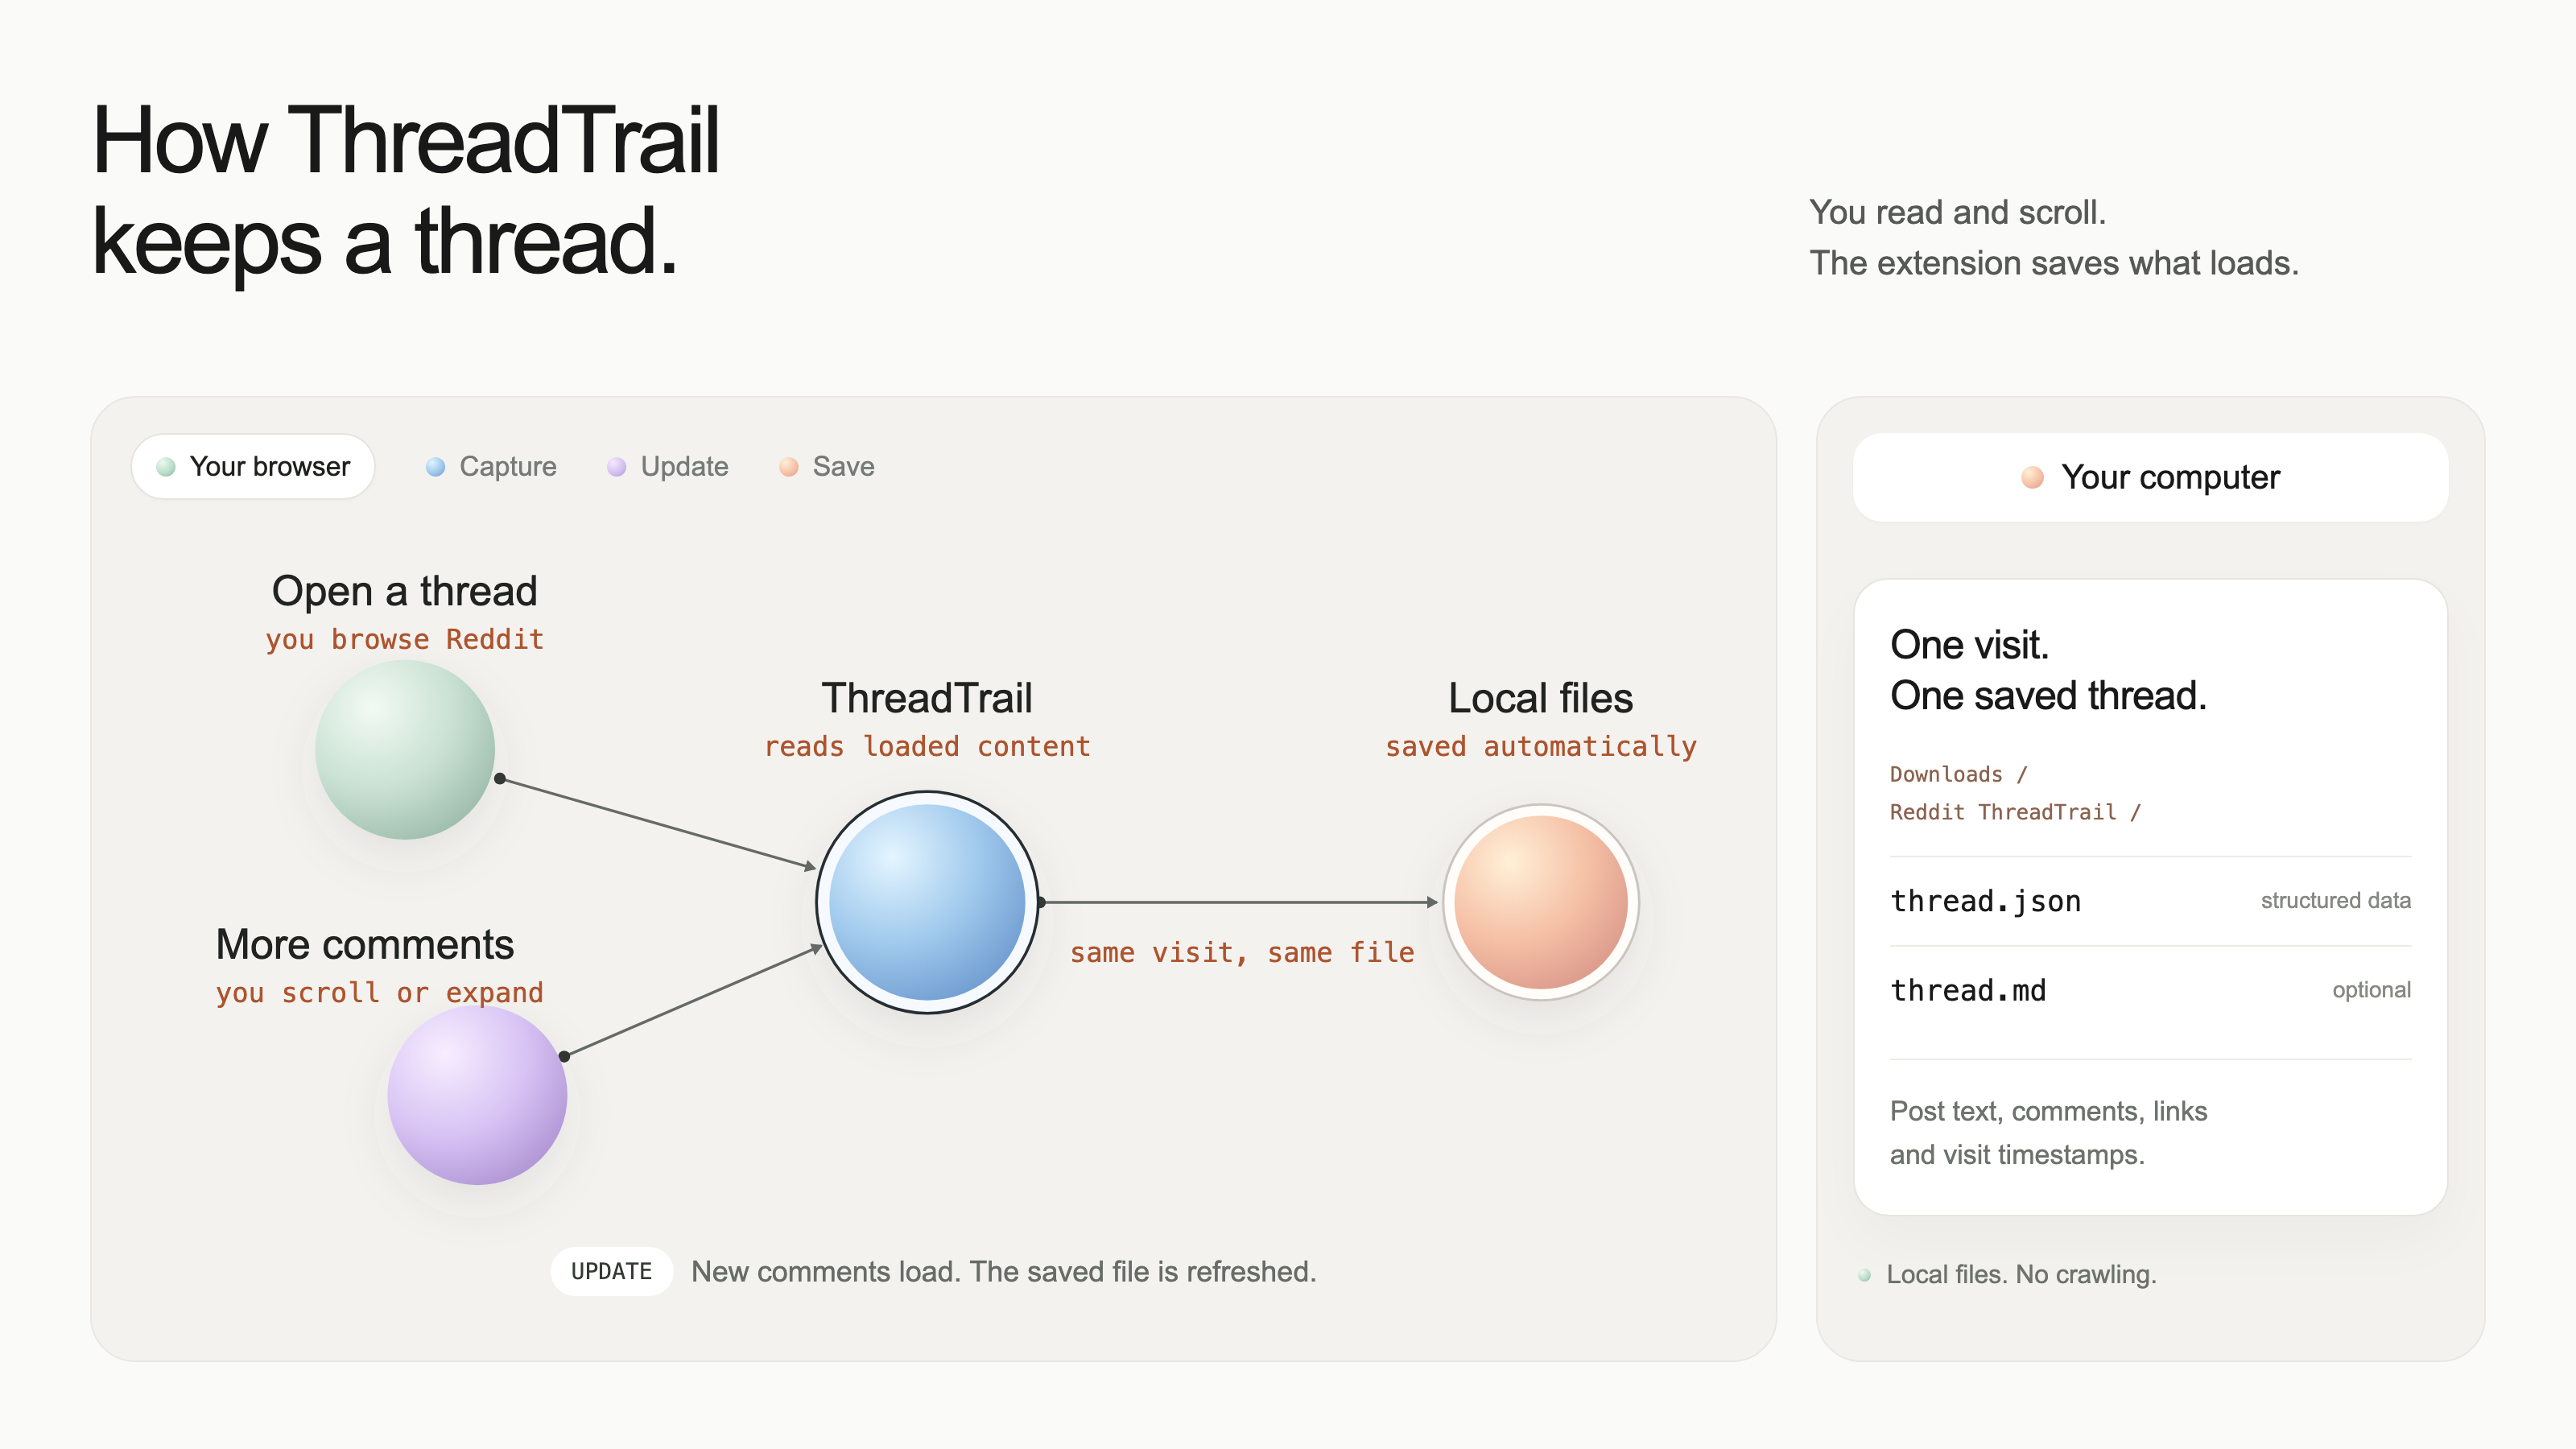 How ThreadTrail
keeps a thread.
You read and scroll.
The extension saves what loads.
Your browser
Capture
Update
Save
Open a thread
you browse Reddit
ThreadTrail
reads loaded content
Local files
saved automatically
More comments
you scroll or expand
same visit, same file
UPDATE
New comments load. The saved file is refreshed.
Your computer
One visit.
One saved thread.
Downloads /
Reddit ThreadTrail /
thread.json
structured data
thread.md
optional
Post text, comments, links
and visit timestamps.
Local files. No crawling.